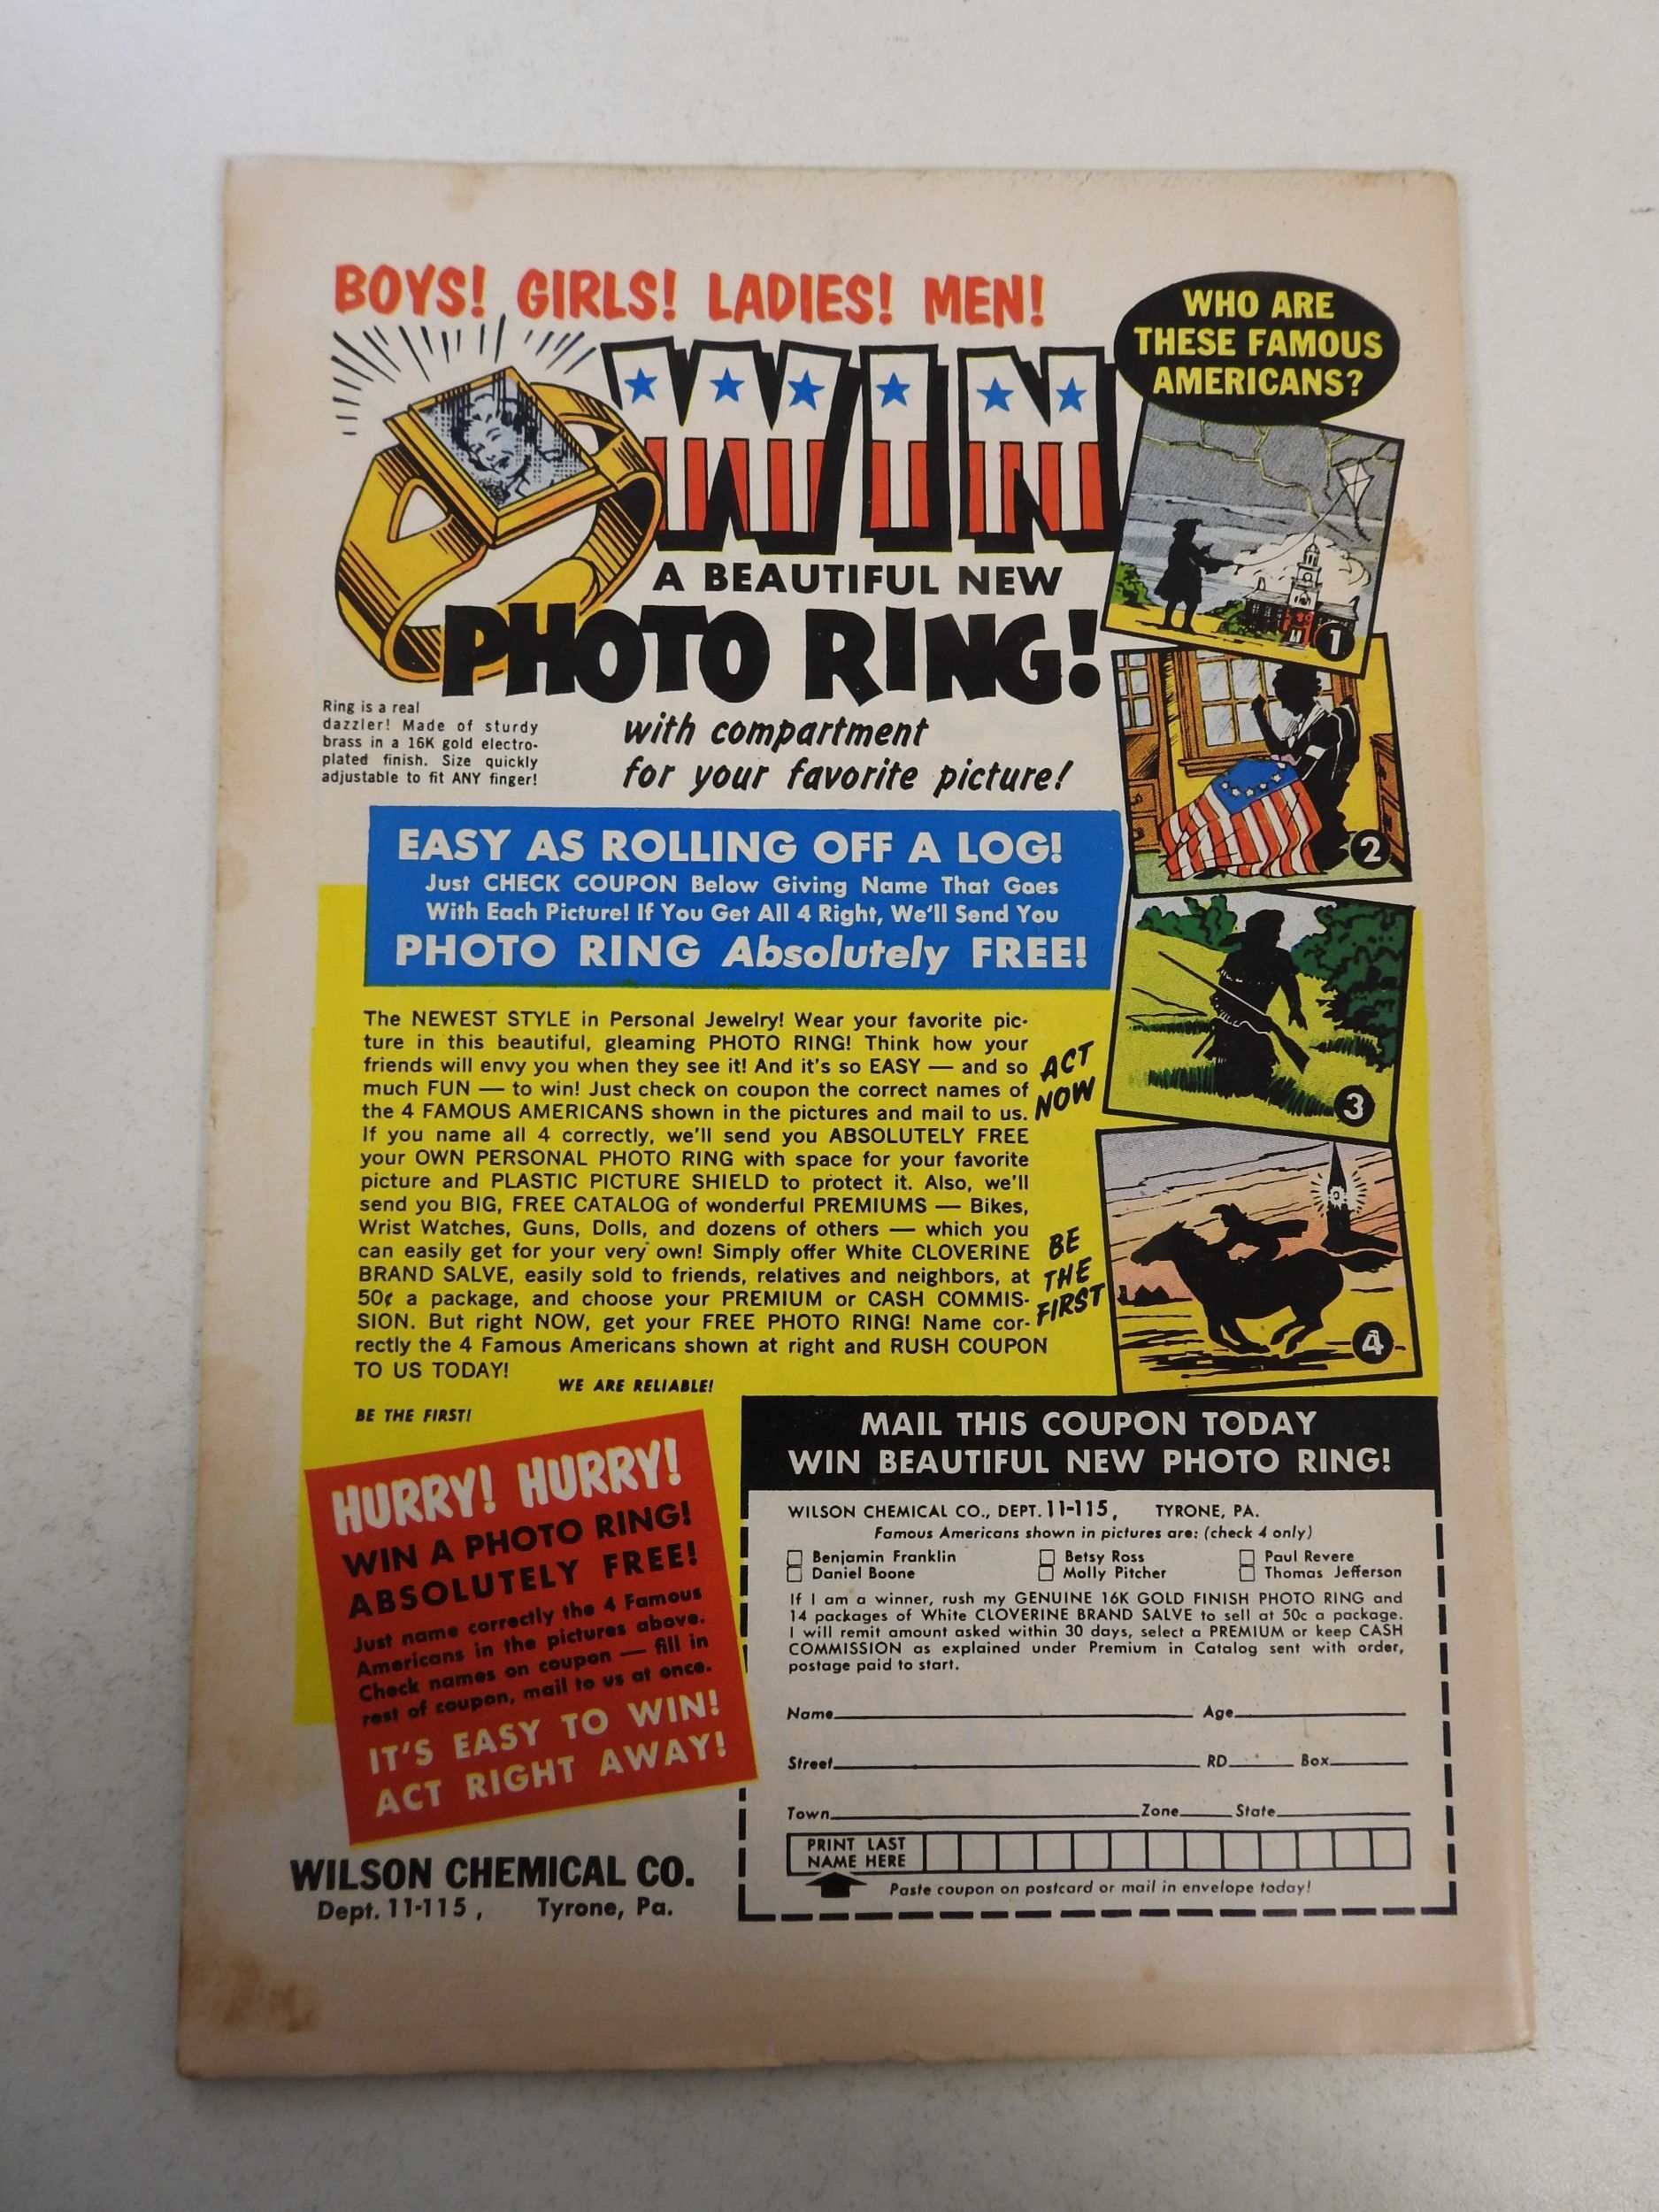 BOYS! GIRLS! LADIES! MEN!
WIN
A BEAUTIFUL NEW
PHOTO RING!
with compartment
for your favorite picture!
Ring is a real
dazzler! Made of sturdy
brass in a 16K gold electro-
plated finish. Size quickly
adjustable to fit ANY finger!
WHO ARE
THESE FAMOUS
AMERICANS?
1
2
3
4
EASY AS ROLLING OFF A LOG!
Just CHECK COUPON Below Giving Name That Goes
With Each Picture! If You Get All 4 Right, We'll Send You
PHOTO RING Absolutely FREE!
The NEWEST STYLE in Personal Jewelry! Wear your favorite pic-
ture in this beautiful, gleaming PHOTO RING! Think how your
friends will envy you when they see it! And it's so EASY — and so
much FUN — to win! Just check on coupon the correct names of
the 4 FAMOUS AMERICANS shown in the pictures and mail to us.
If you name all 4 correctly, we'll send you ABSOLUTELY FREE
your OWN PERSONAL PHOTO RING with space for your favorite
picture and PLASTIC PICTURE SHIELD to protect it. Also, we'll
send you BIG, FREE CATALOG of wonderful PREMIUMS — Bikes,
Wrist Watches, Guns, Dolls, and dozens of others — which you
can easily get for your very own! Simply offer White CLOVERINE
BRAND SALVE, easily sold to friends, relatives and neighbors, at
50¢ a package, and choose your PREMIUM or CASH COMMIS-
SION. But right NOW, get your FREE PHOTO RING! Name cor-
rectly the 4 Famous Americans shown at right and RUSH COUPON
TO US TODAY!
WE ARE RELIABLE!
BE THE FIRST!
ACT
NOW
BE
THE
FIRST
HURRY! HURRY!
WIN A PHOTO RING!
ABSOLUTELY FREE!
Just name correctly the 4 Famous
Americans in the pictures above.
Check names on coupon — fill in
rest of coupon, mail to us at once.
IT'S EASY TO WIN!
ACT RIGHT AWAY!
WILSON CHEMICAL CO.
Dept. 11-115, Tyrone, Pa.
MAIL THIS COUPON TODAY
WIN BEAUTIFUL NEW PHOTO RING!
WILSON CHEMICAL CO., DEPT. 11-115, TYRONE, PA.
Famous Americans shown in pictures are: (check 4 only)
Benjamin Franklin Betsy Ross Paul Revere
Daniel Boone Molly Pitcher Thomas Jefferson
If I am a winner, rush my GENUINE 16K GOLD FINISH PHOTO RING and
14 packages of White CLOVERINE BRAND SALVE to sell at 50c a package.
I will remit amount asked within 30 days, select a PREMIUM or keep CASH
COMMISSION as explained under Premium in Catalog sent with order,
postage paid to start.
Name Age
Street RD Box
Town Zone State
PRINT LAST
NAME HERE
Paste coupon on postcard or mail in envelope today!